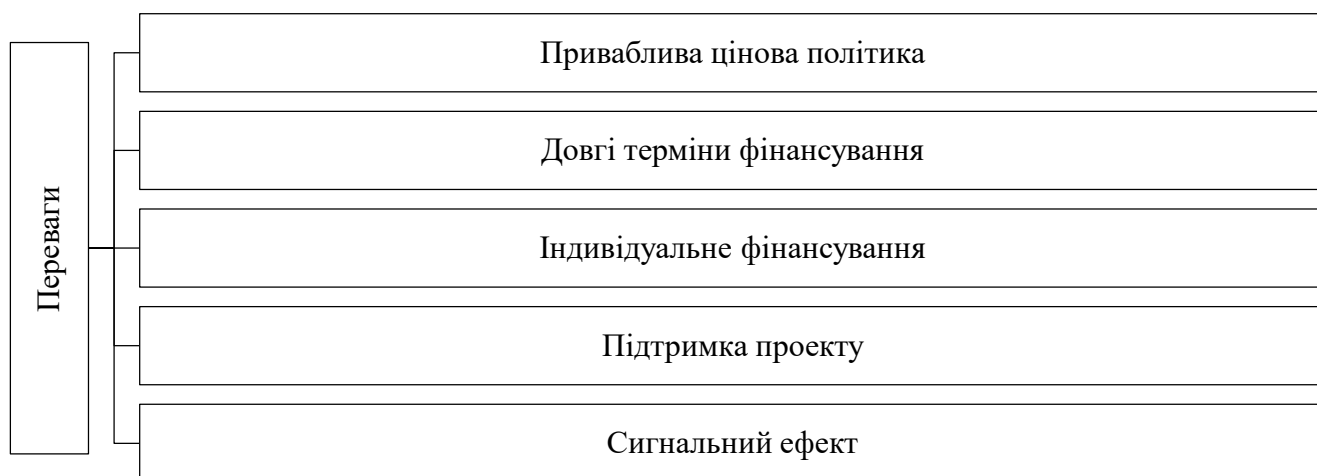 Переваги
Приваблива цінова політика
Довгі терміни фінансування
Індивідуальне фінансування
Підтримка проекту
Сигнальний ефект